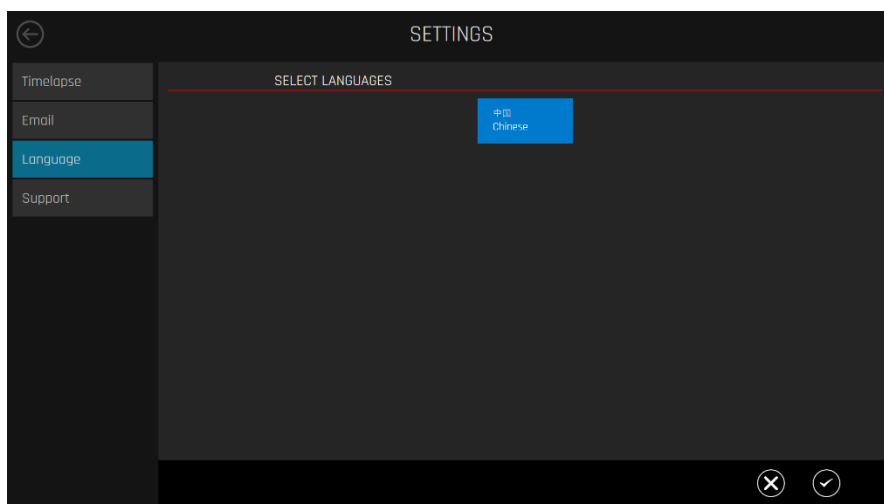 SETTINGS
Timelapse
Email
Language
Support
SELECT LANGUAGES
中国
Chinese